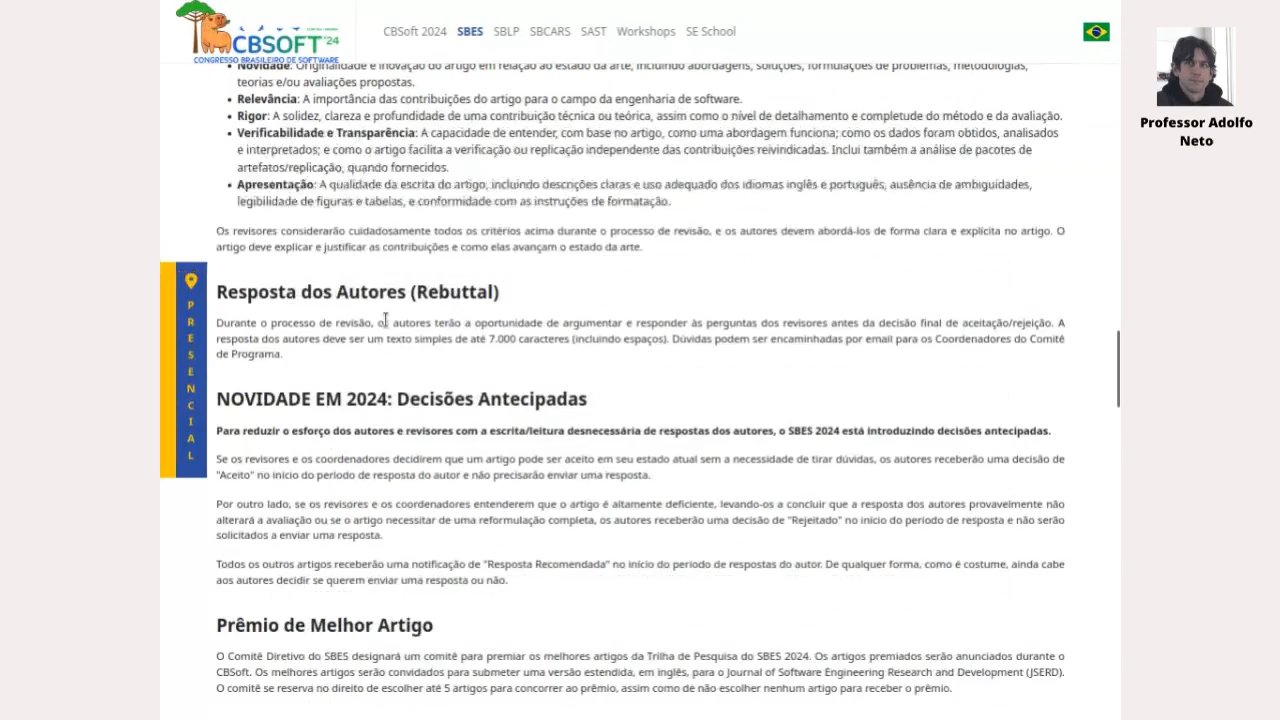 CBSOFT'24
CONGRESSO BRASILEIRO DE SOFTWARE
CBSoft 2024 SBES SBLP SBCARS SAST Workshops SE School
Professor Adolfo
Neto
• Novidade: Originalidade e inovação do artigo em relação ao estado da arte, incluindo abordagens, soluções, formulações de problemas, metodologias,
teorias e/ou avaliações propostas.
• Relevância: A importância das contribuições do artigo para o campo da engenharia de software.
• Rigor: A solidez, clareza e profundidade de uma contribuição técnica ou teórica, assim como o nível de detalhamento e completude do método e da avaliação.
• Verificabilidade e Transparência: A capacidade de entender, com base no artigo, como uma abordagem funciona; como os dados foram obtidos, analisados
e interpretados; e como o artigo facilita a verificação ou replicação independente das contribuições reivindicadas. Inclui também a análise de pacotes de
artefatos/replicação, quando fornecidos.
• Apresentação: A qualidade da escrita do artigo, incluindo descrições claras e uso adequado dos idiomas inglês e português, ausência de ambiguidades,
legibilidade de figuras e tabelas, e conformidade com as instruções de formatação.
Os revisores considerarão cuidadosamente todos os critérios acima durante o processo de revisão, e os autores devem abordá-los de forma clara e explícita no artigo. O
artigo deve explicar e justificar as contribuições e como elas avançam o estado da arte.
PRESENCIAL
Resposta dos Autores (Rebuttal)
Durante o processo de revisão, os autores terão a oportunidade de argumentar e responder às perguntas dos revisores antes da decisão final de aceitação/rejeição. A
resposta dos autores deve ser um texto simples de até 7.000 caracteres (incluindo espaços). Dúvidas podem ser encaminhadas por email para os Coordenadores do Comitê
de Programa.
NOVIDADE EM 2024: Decisões Antecipadas
Para reduzir o esforço dos autores e revisores com a escrita/leitura desnecessária de respostas dos autores, o SBES 2024 está introduzindo decisões antecipadas.
Se os revisores e os coordenadores decidirem que um artigo pode ser aceito em seu estado atual sem a necessidade de tirar dúvidas, os autores receberão uma decisão de
"Aceito" no início do período de resposta do autor e não precisarão enviar uma resposta.
Por outro lado, se os revisores e os coordenadores entenderem que o artigo é altamente deficiente, levando-os a concluir que a resposta dos autores provavelmente não
alterará a avaliação ou se o artigo necessitar de uma reformulação completa, os autores receberão uma decisão de "Rejeitado" no início do período de resposta e não serão
solicitados a enviar uma resposta.
Todos os outros artigos receberão uma notificação de "Resposta Recomendada" no início do período de respostas do autor. De qualquer forma, como é costume, ainda cabe
aos autores decidir se querem enviar uma resposta ou não.
Prêmio de Melhor Artigo
O Comitê Diretivo do SBES designará um comitê para premiar os melhores artigos da Trilha de Pesquisa do SBES 2024. Os artigos premiados serão anunciados durante o
CBSoft. Os melhores artigos serão convidados para submeter uma versão estendida, em inglês, para o Journal of Software Engineering Research and Development (JSERD).
O comitê se reserva no direito de escolher até 5 artigos para concorrer ao prêmio, assim como de não escolher nenhum artigo para receber o prêmio.